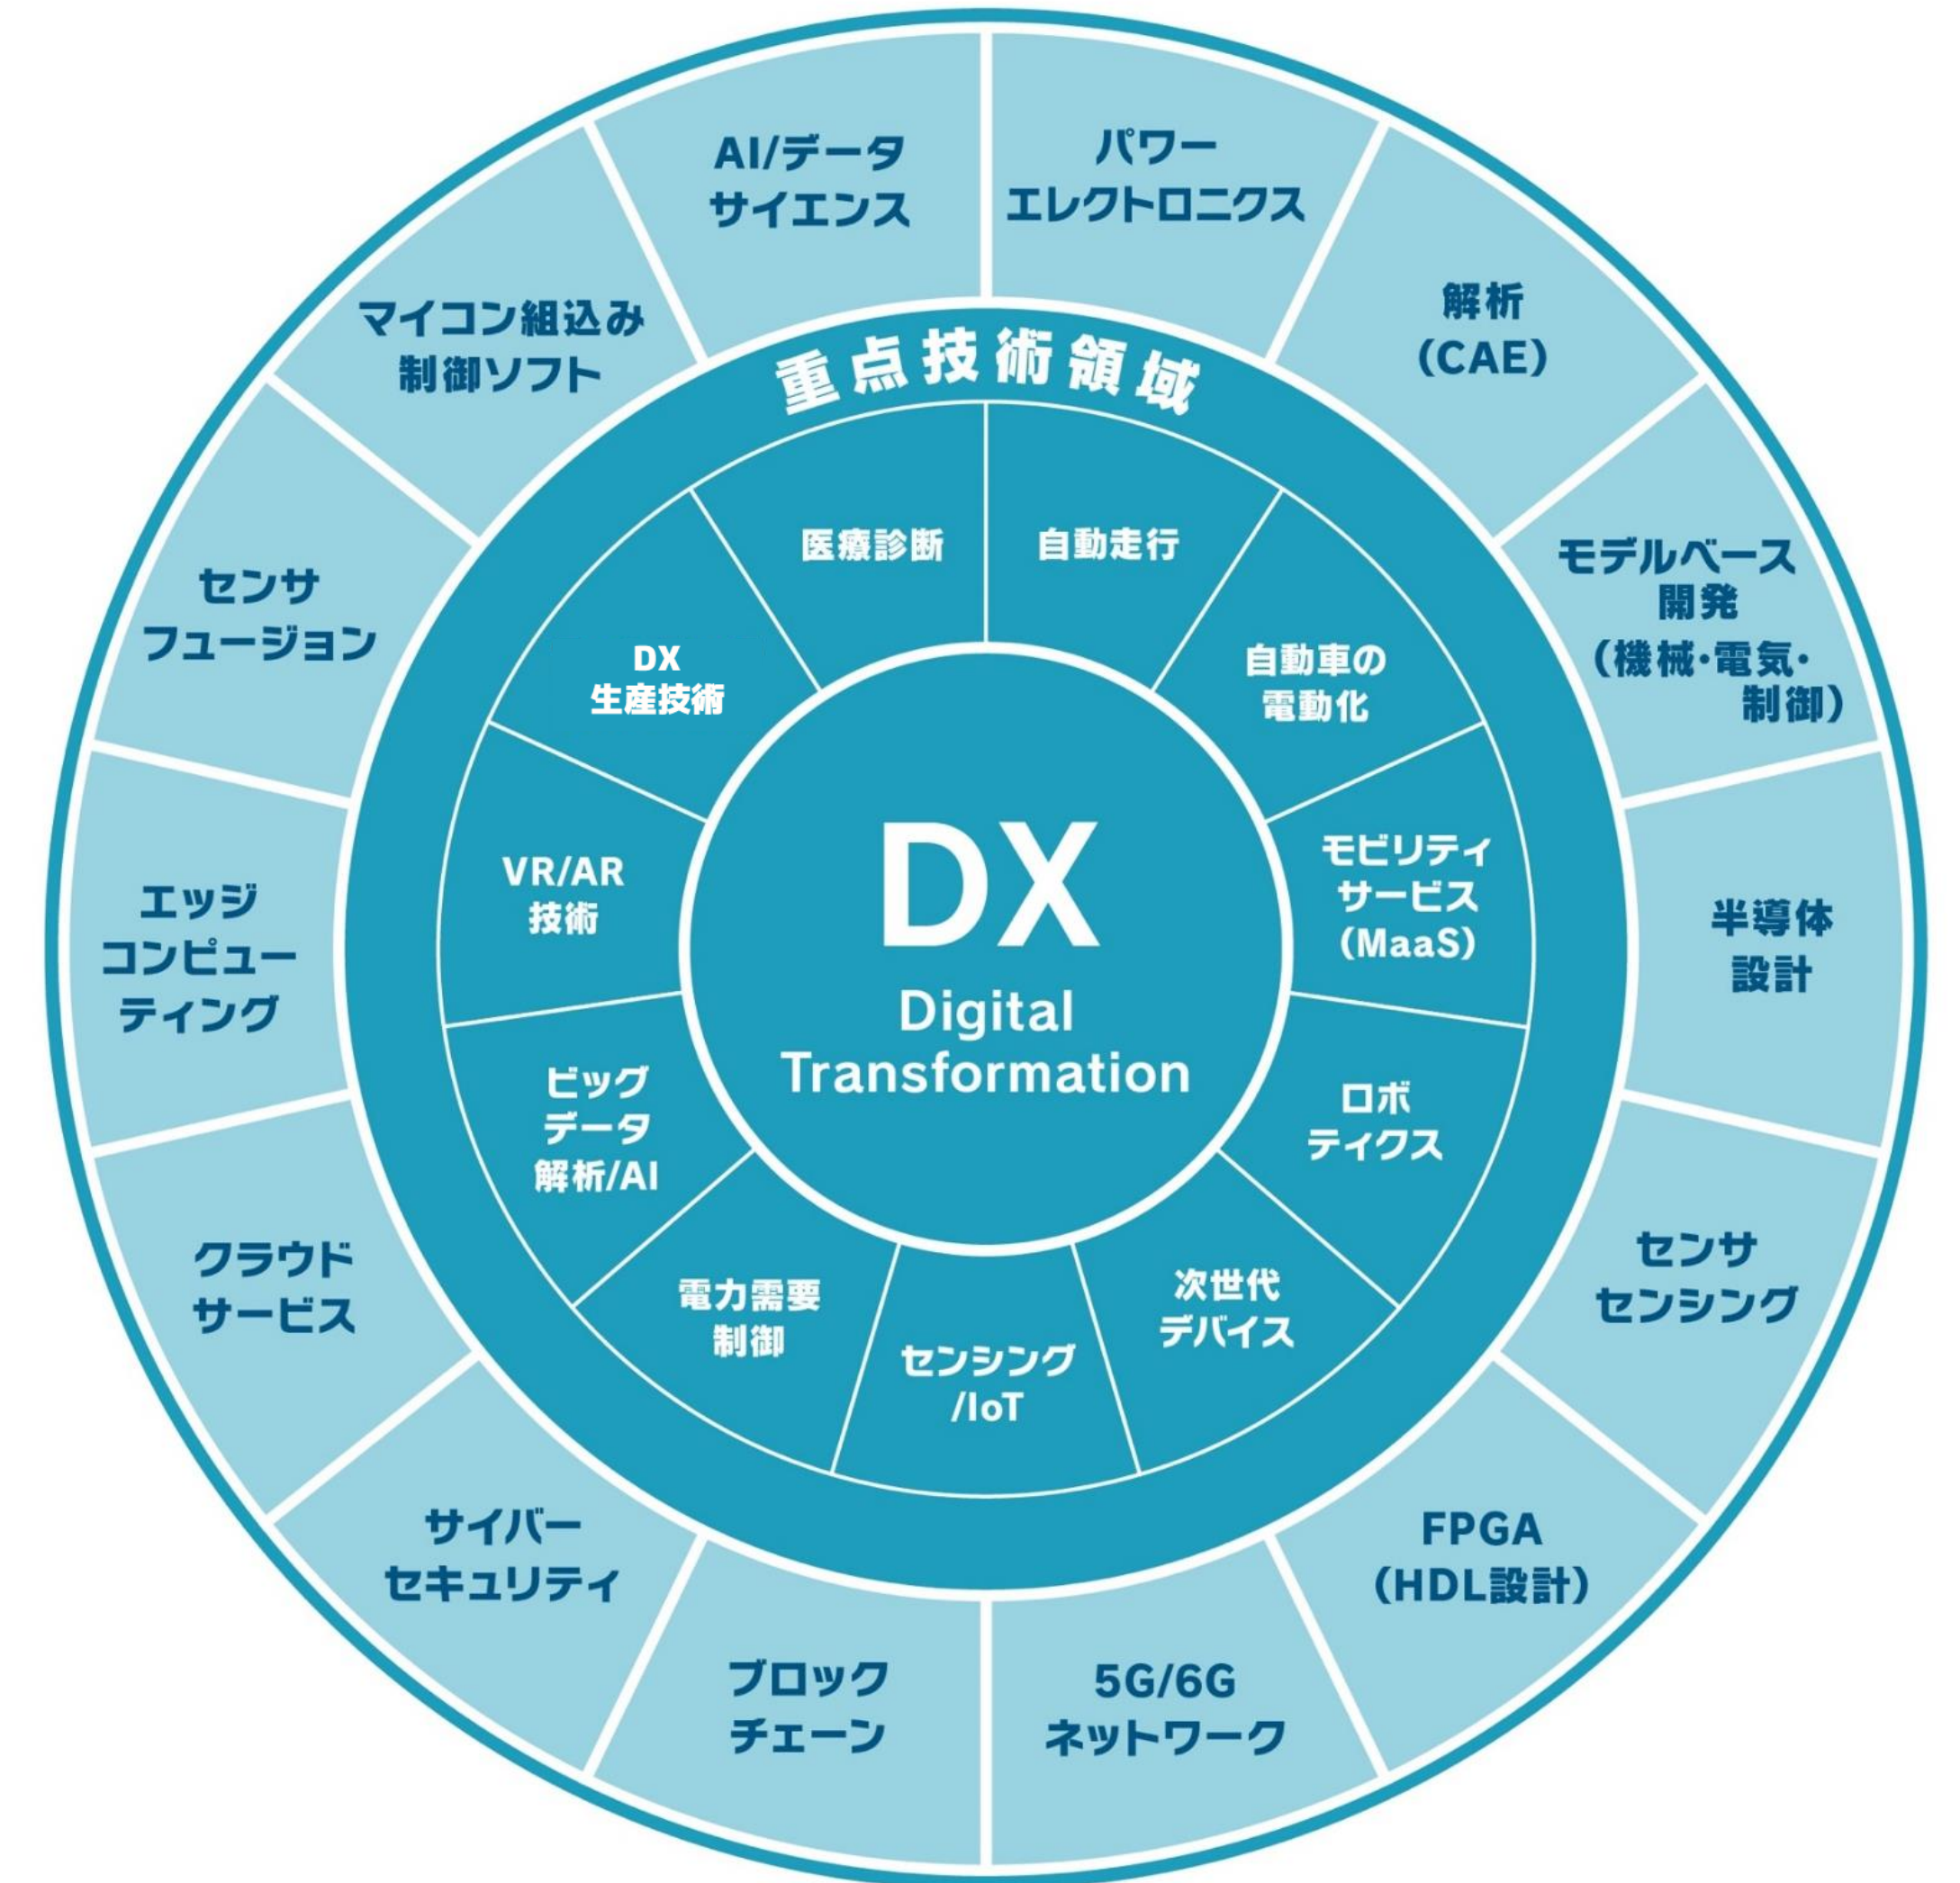 AI/データ
サイエンス
パワー
エレクトロニクス
解析
(CAE)
モデルベース
開発
(機械・電気・
制御)
半導体
設計
センサ
センシング
FPGA
(HDL設計)
5G/6G
ネットワーク
ブロック
チェーン
サイバー
セキュリティ
クラウド
サービス
エッジ
コンピュー
ティング
センサ
フュージョン
マイコン組込み
制御ソフト
重点技術領域
医療診断
自動走行
自動車の
電動化
モビリティ
サービス
(MaaS)
ロボ
ティクス
次世代
デバイス
センシング
/IoT
電力需要
制御
ビッグ
データ
解析/AI
VR/AR
技術
DX
生産技術
DX
Digital
Transformation